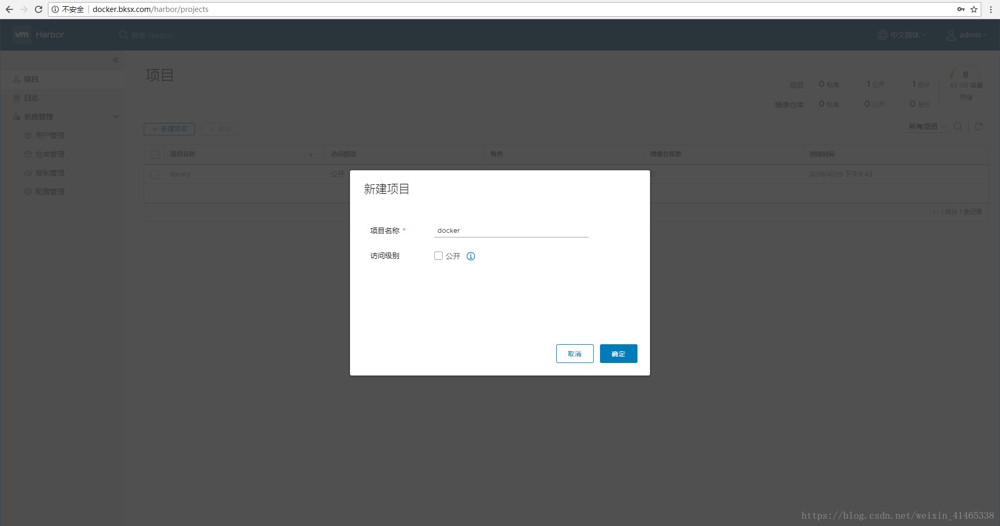 不安全 docker.bksx.com/harbor/projects
vm Harbor 搜索 Harbor... 中文简体 admin
项目
日志
系统管理
用户管理
仓库管理
复制管理
配置管理
项目
项目 0 私有 1 公开 1 总计
镜像仓库 0 私有 0 公开 0 总计
8
45 GB 容量
存储
+ 新建项目 × 删除
所有项目
项目名称 访问级别 角色 镜像仓库数 创建时间
library 公开 0 2018/4/29 下午9:43
1 - 1 共计 1 条记录
新建项目
项目名称 * docker
访问级别 公开
取消 确定
https://blog.csdn.net/weixin_41465338